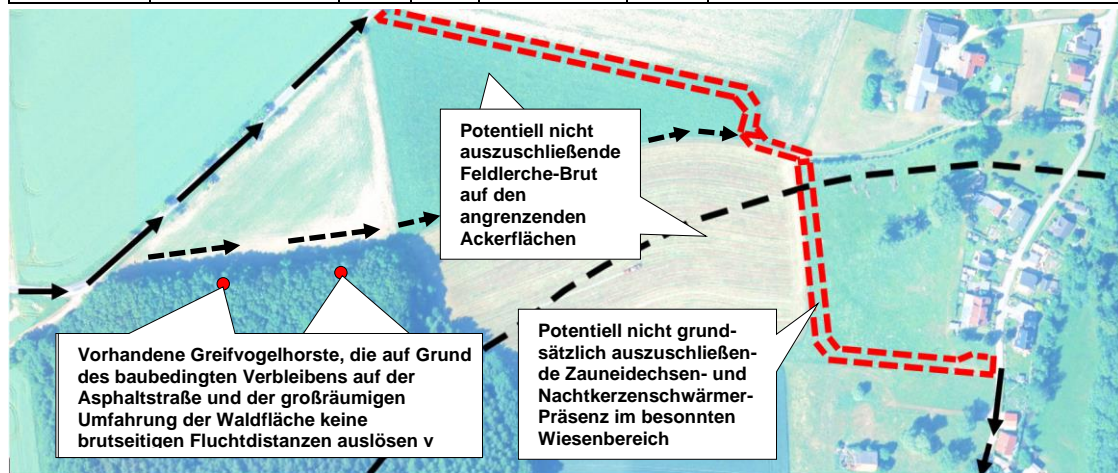 Potentiell nicht
auszuschließende
Feldlerche-Brut
auf den
angrenzenden
Ackerflächen
Vorhandene Greifvogelhorste, die auf Grund
des baubedingten Verbleibens auf der
Asphaltstraße und der großräumigen
Umfahrung der Waldfläche keine
brutseitigen Fluchtdistanzen auslösen v
Potentiell nicht grund-
sätzlich auszuschließen-
de Zauneidechsen- und
Nachtkerzenschwärmer-
Präsenz im besonnten
Wiesenbereich